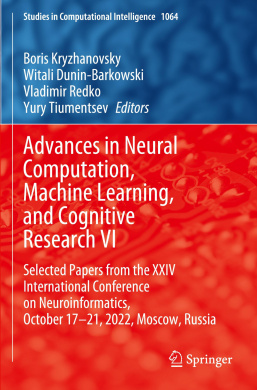 Studies in Computational Intelligence 1064
Boris Kryzhanovsky
Witali Dunin-Barkowski
Vladimir Redko
Yury Tiumentsev Editors
Advances in Neural
Computation,
Machine Learning,
and Cognitive
Research VI
Selected Papers from the XXIV
International Conference
on Neuroinformatics,
October 17–21, 2022, Moscow, Russia
Springer